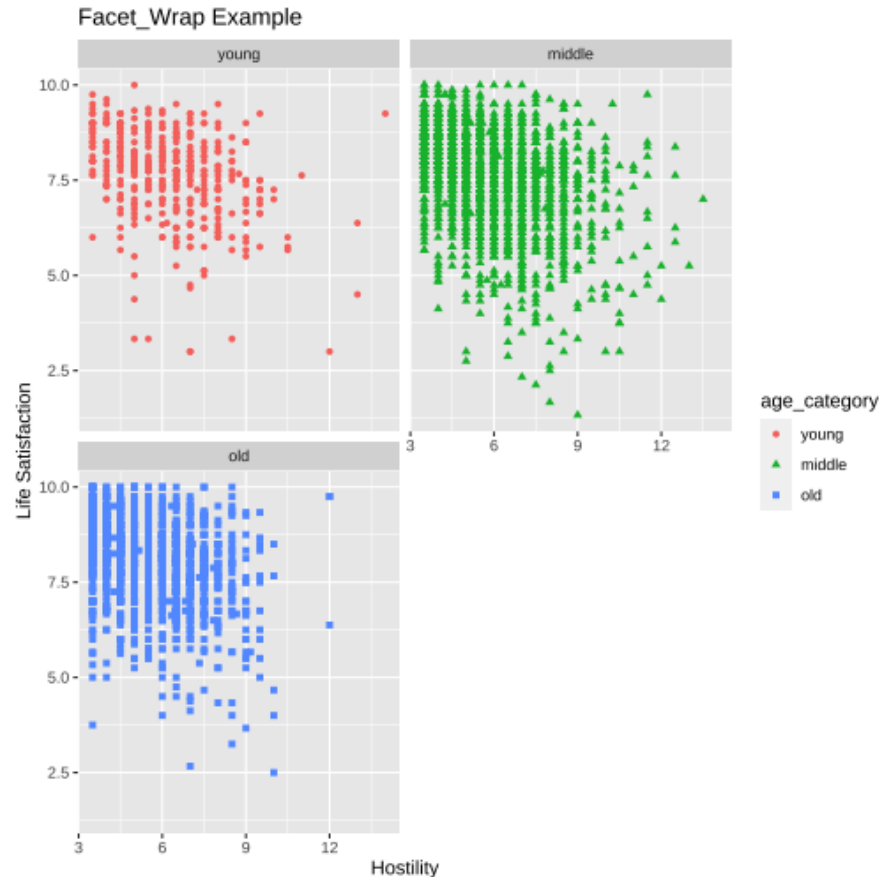 Facet_Wrap Example
young
middle
10.0
7.5
5.0
2.5
3
6
9
12
age_category
young
middle
old
old
Life Satisfaction
10.0
7.5
5.0
2.5
3
6
9
12
Hostility